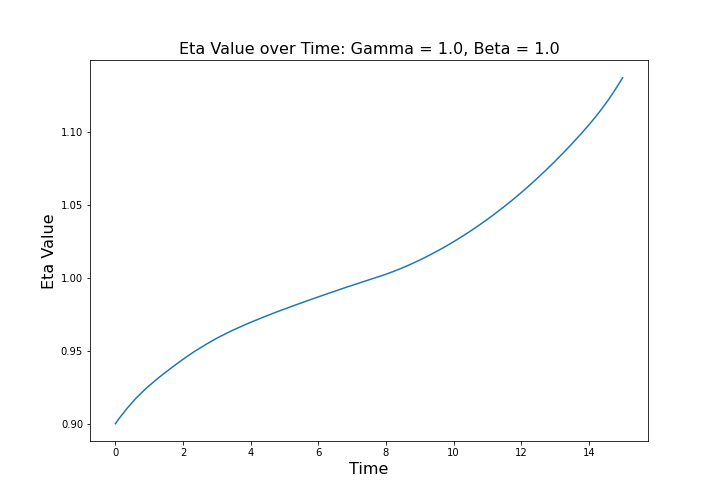 Eta Value over Time: Gamma = 1.0, Beta = 1.0
1.10
1.05
1.00
0.95
0.90
Eta Value
0 2 4 6 8 10 12 14
Time